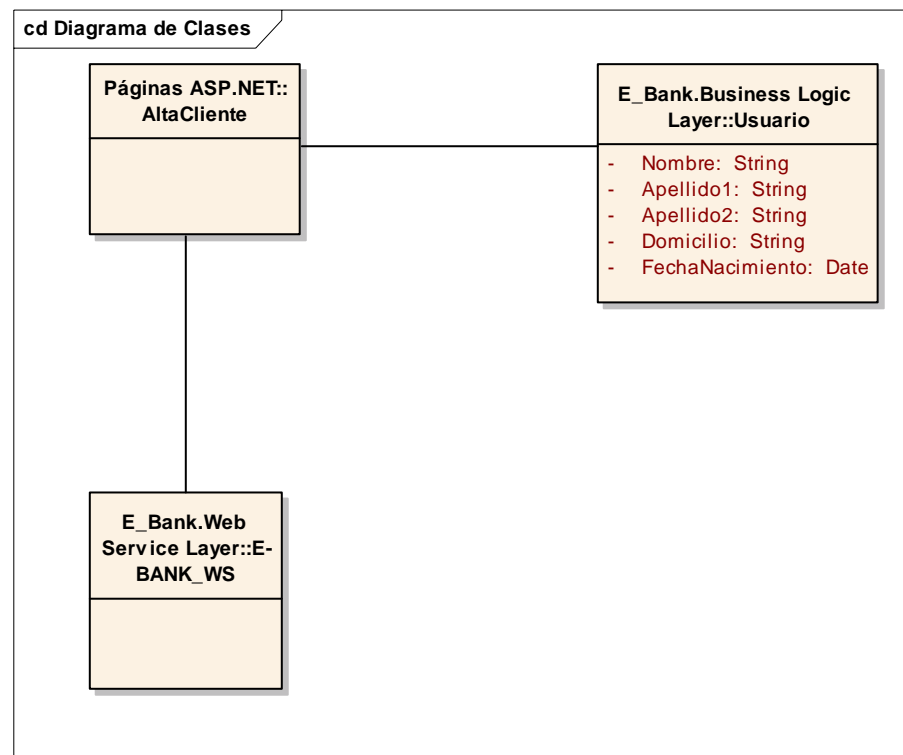 cd Diagrama de Clases
Páginas ASP.NET::
AltaCliente
E_Bank.Business Logic
Layer::Usuario
- Nombre: String
- Apellido1: String
- Apellido2: String
- Domicilio: String
- FechaNacimiento: Date
E_Bank.Web
Service Layer::E-
BANK_WS